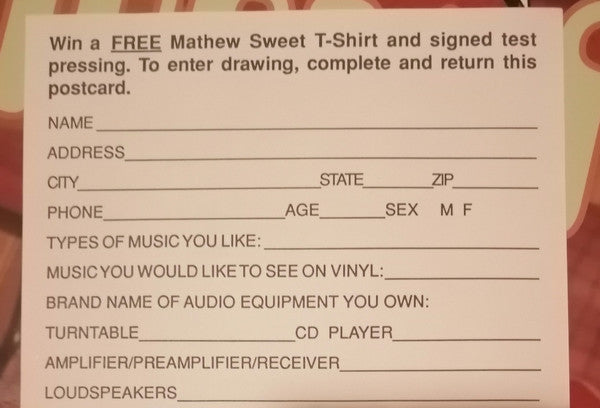 Win a FREE Mathew Sweet T-Shirt and signed test
pressing. To enter drawing, complete and return this
postcard.
NAME
ADDRESS
CITY STATE ZIP
PHONE AGE SEX M F
TYPES OF MUSIC YOU LIKE:
MUSIC YOU WOULD LIKE TO SEE ON VINYL:
BRAND NAME OF AUDIO EQUIPMENT YOU OWN:
TURNTABLE CD PLAYER
AMPLIFIER/PREAMPLIFIER/RECEIVER
LOUDSPEAKERS